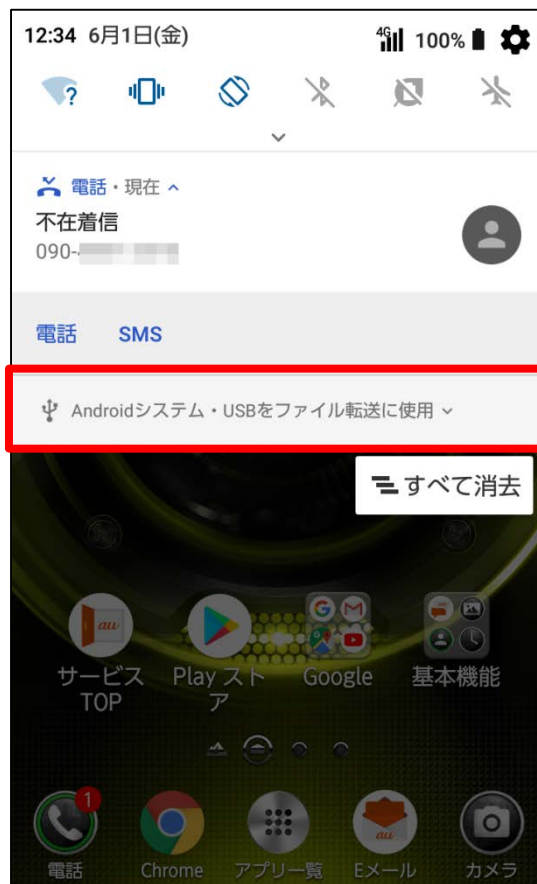 12:34 6月1日(金)
4G 100%
?
電話・現在
不在着信
090-
電話 SMS
Androidシステム・USBをファイル転送に使用
すべて消去
au
G M
サービス
TOP
Play スト
ア
Google
基本機能
1
au
電話
Chrome
アプリ一覧
Eメール
カメラ